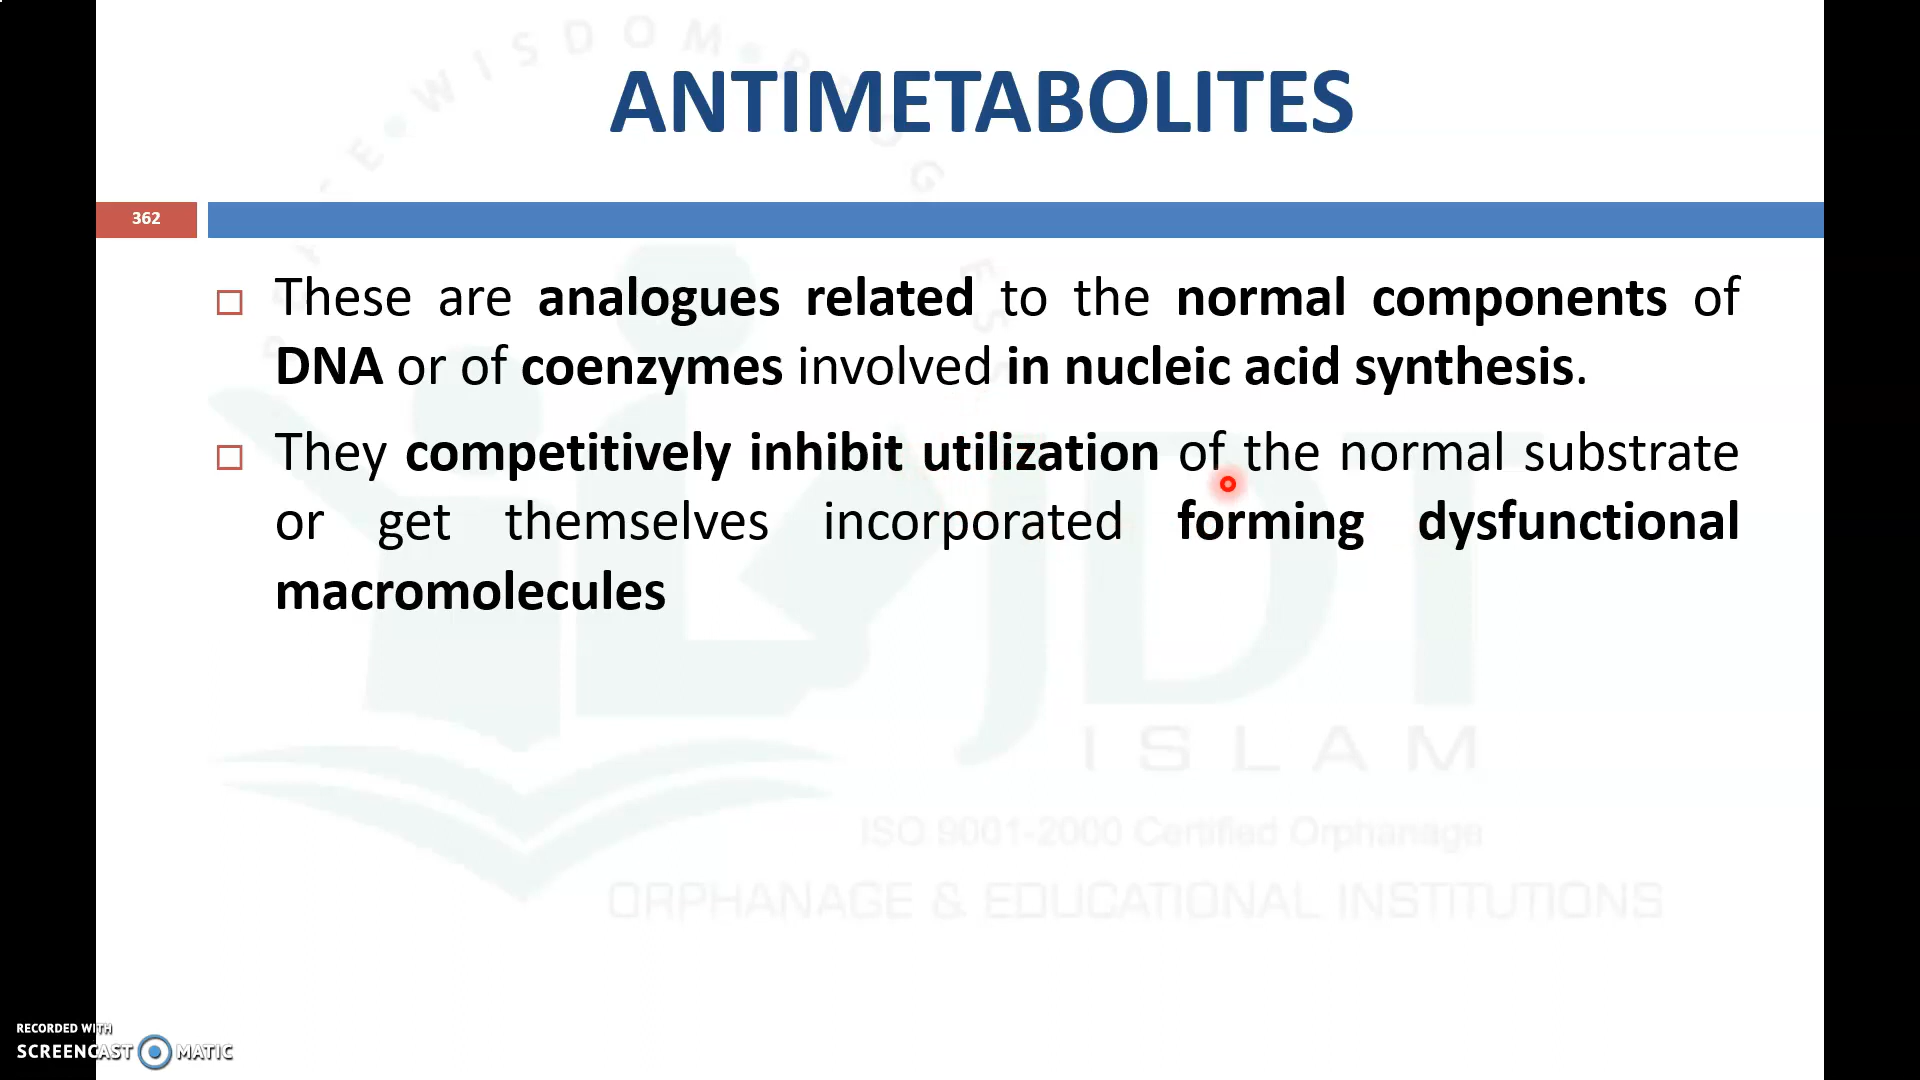 WISDOM
ANTIMETABOLITES
362
These are analogues related to the normal components of
DNA or of coenzymes involved in nucleic acid synthesis.
They competitively inhibit utilization of the normal substrate
or get themselves incorporated forming dysfunctional
macromolecules
JDT
ISLAM
ISO 9001-2000 Certified Orphanage
ORPHANAGE & EDUCATIONAL INSTITUTIONS
RECORDED WITH
SCREENCAST MATIC